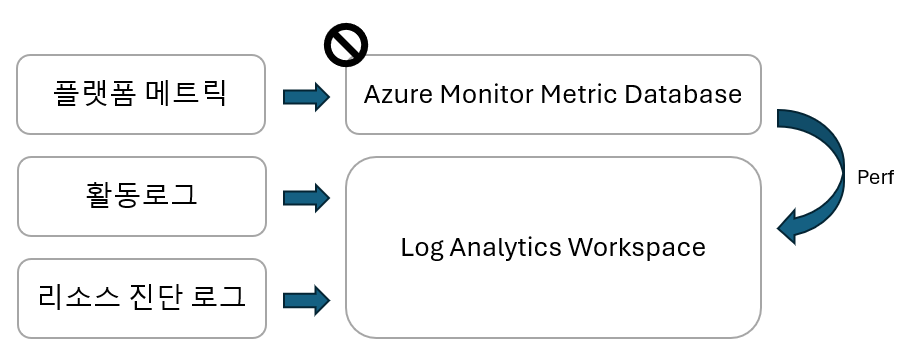 플랫폼 메트릭
Azure Monitor Metric Database
활동로그
Perf
Log Analytics Workspace
리소스 진단 로그